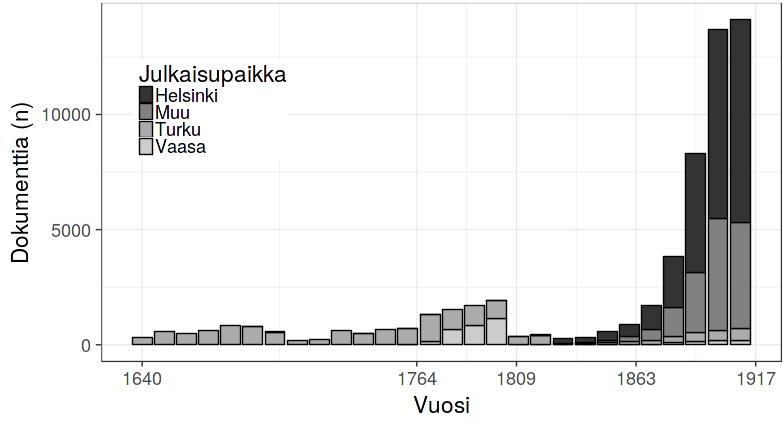 Julkaisupaikka
Helsinki
Muu
Turku
Vaasa
Dokumenttia (n)
10000
5000
0
1640 1764 1809 1863 1917
Vuosi